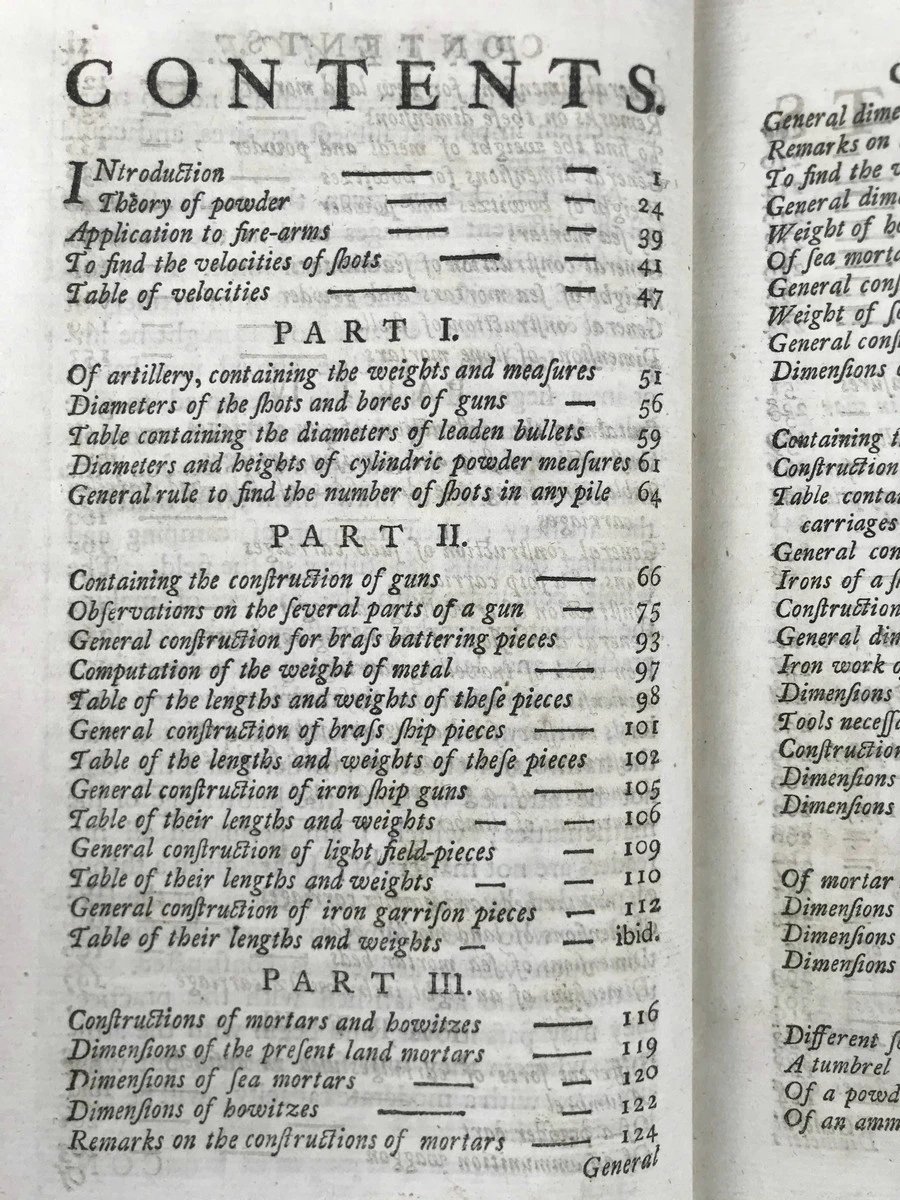 CONTENTS.
INtroduction — — 1
Theory of powder — — 24
Application to fire-arms — — 39
To find the velocities of ſhots — — 41
Table of velocities — — 47
PART I.
Of artillery, containing the weights and meaſures 51
Diameters of the ſhots and bores of guns — 56
Table containing the diameters of leaden bullets 59
Diameters and heights of cylindric powder meaſures 61
General rule to find the number of ſhots in any pile 64
PART II.
Containing the conſtruction of guns — 66
Obſervations on the ſeveral parts of a gun — 75
General conſtruction for braſs battering pieces 93
Computation of the weight of metal — 97
Table of the lengths and weights of theſe pieces 98
General conſtruction of braſs ſhip pieces — 101
Table of the lengths and weights of theſe pieces 102
General conſtruction of iron ſhip guns — 105
Table of their lengths and weights — — 106
General conſtruction of light field-pieces — 109
Table of their lengths and weights — — 110
General conſtruction of iron garriſon pieces — 112
Table of their lengths and weights — — ibid.
PART III.
Conſtructions of mortars and howitzes — 116
Dimenſions of the preſent land mortars — 119
Dimenſions of ſea mortars — — 120
Dimenſions of howitzes — — 122
Remarks on the conſtructions of mortars — 124
General
General dime
Remarks on
To find the
General dim
Weight of
Of ſea morta
General conſ
Weight of
General conſ
Dimenſions
Containing
Conſtruction
Table contai
carriages
General con
Irons of a
Conſtruction
General dim
Iron work
Dimenſions
Tools neceſſa
Conſtruction
Dimenſions
Dimenſions
Of mortar
Dimenſions
Dimenſions
Dimenſions
Different
A tumbrel
Of a powd
Of an amm